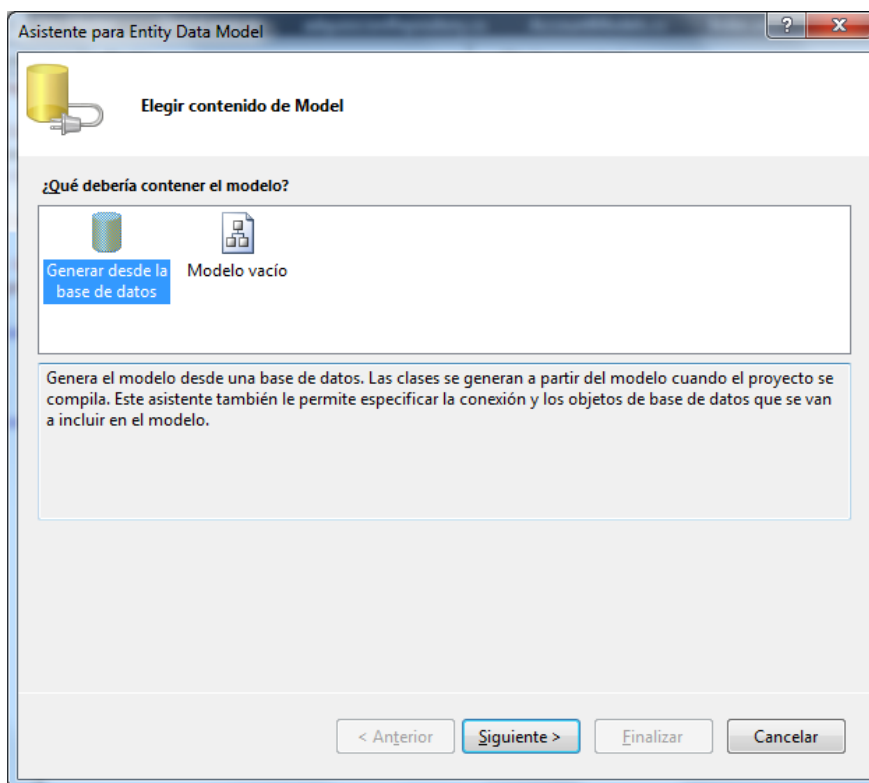 Asistente para Entity Data Model
Elegir contenido de Model
¿Qué debería contener el modelo?
Generar desde la
base de datos
Modelo vacío
Genera el modelo desde una base de datos. Las clases se generan a partir del modelo cuando el proyecto se
compila. Este asistente también le permite especificar la conexión y los objetos de base de datos que se van
a incluir en el modelo.
< Anterior
Siguiente >
Finalizar
Cancelar